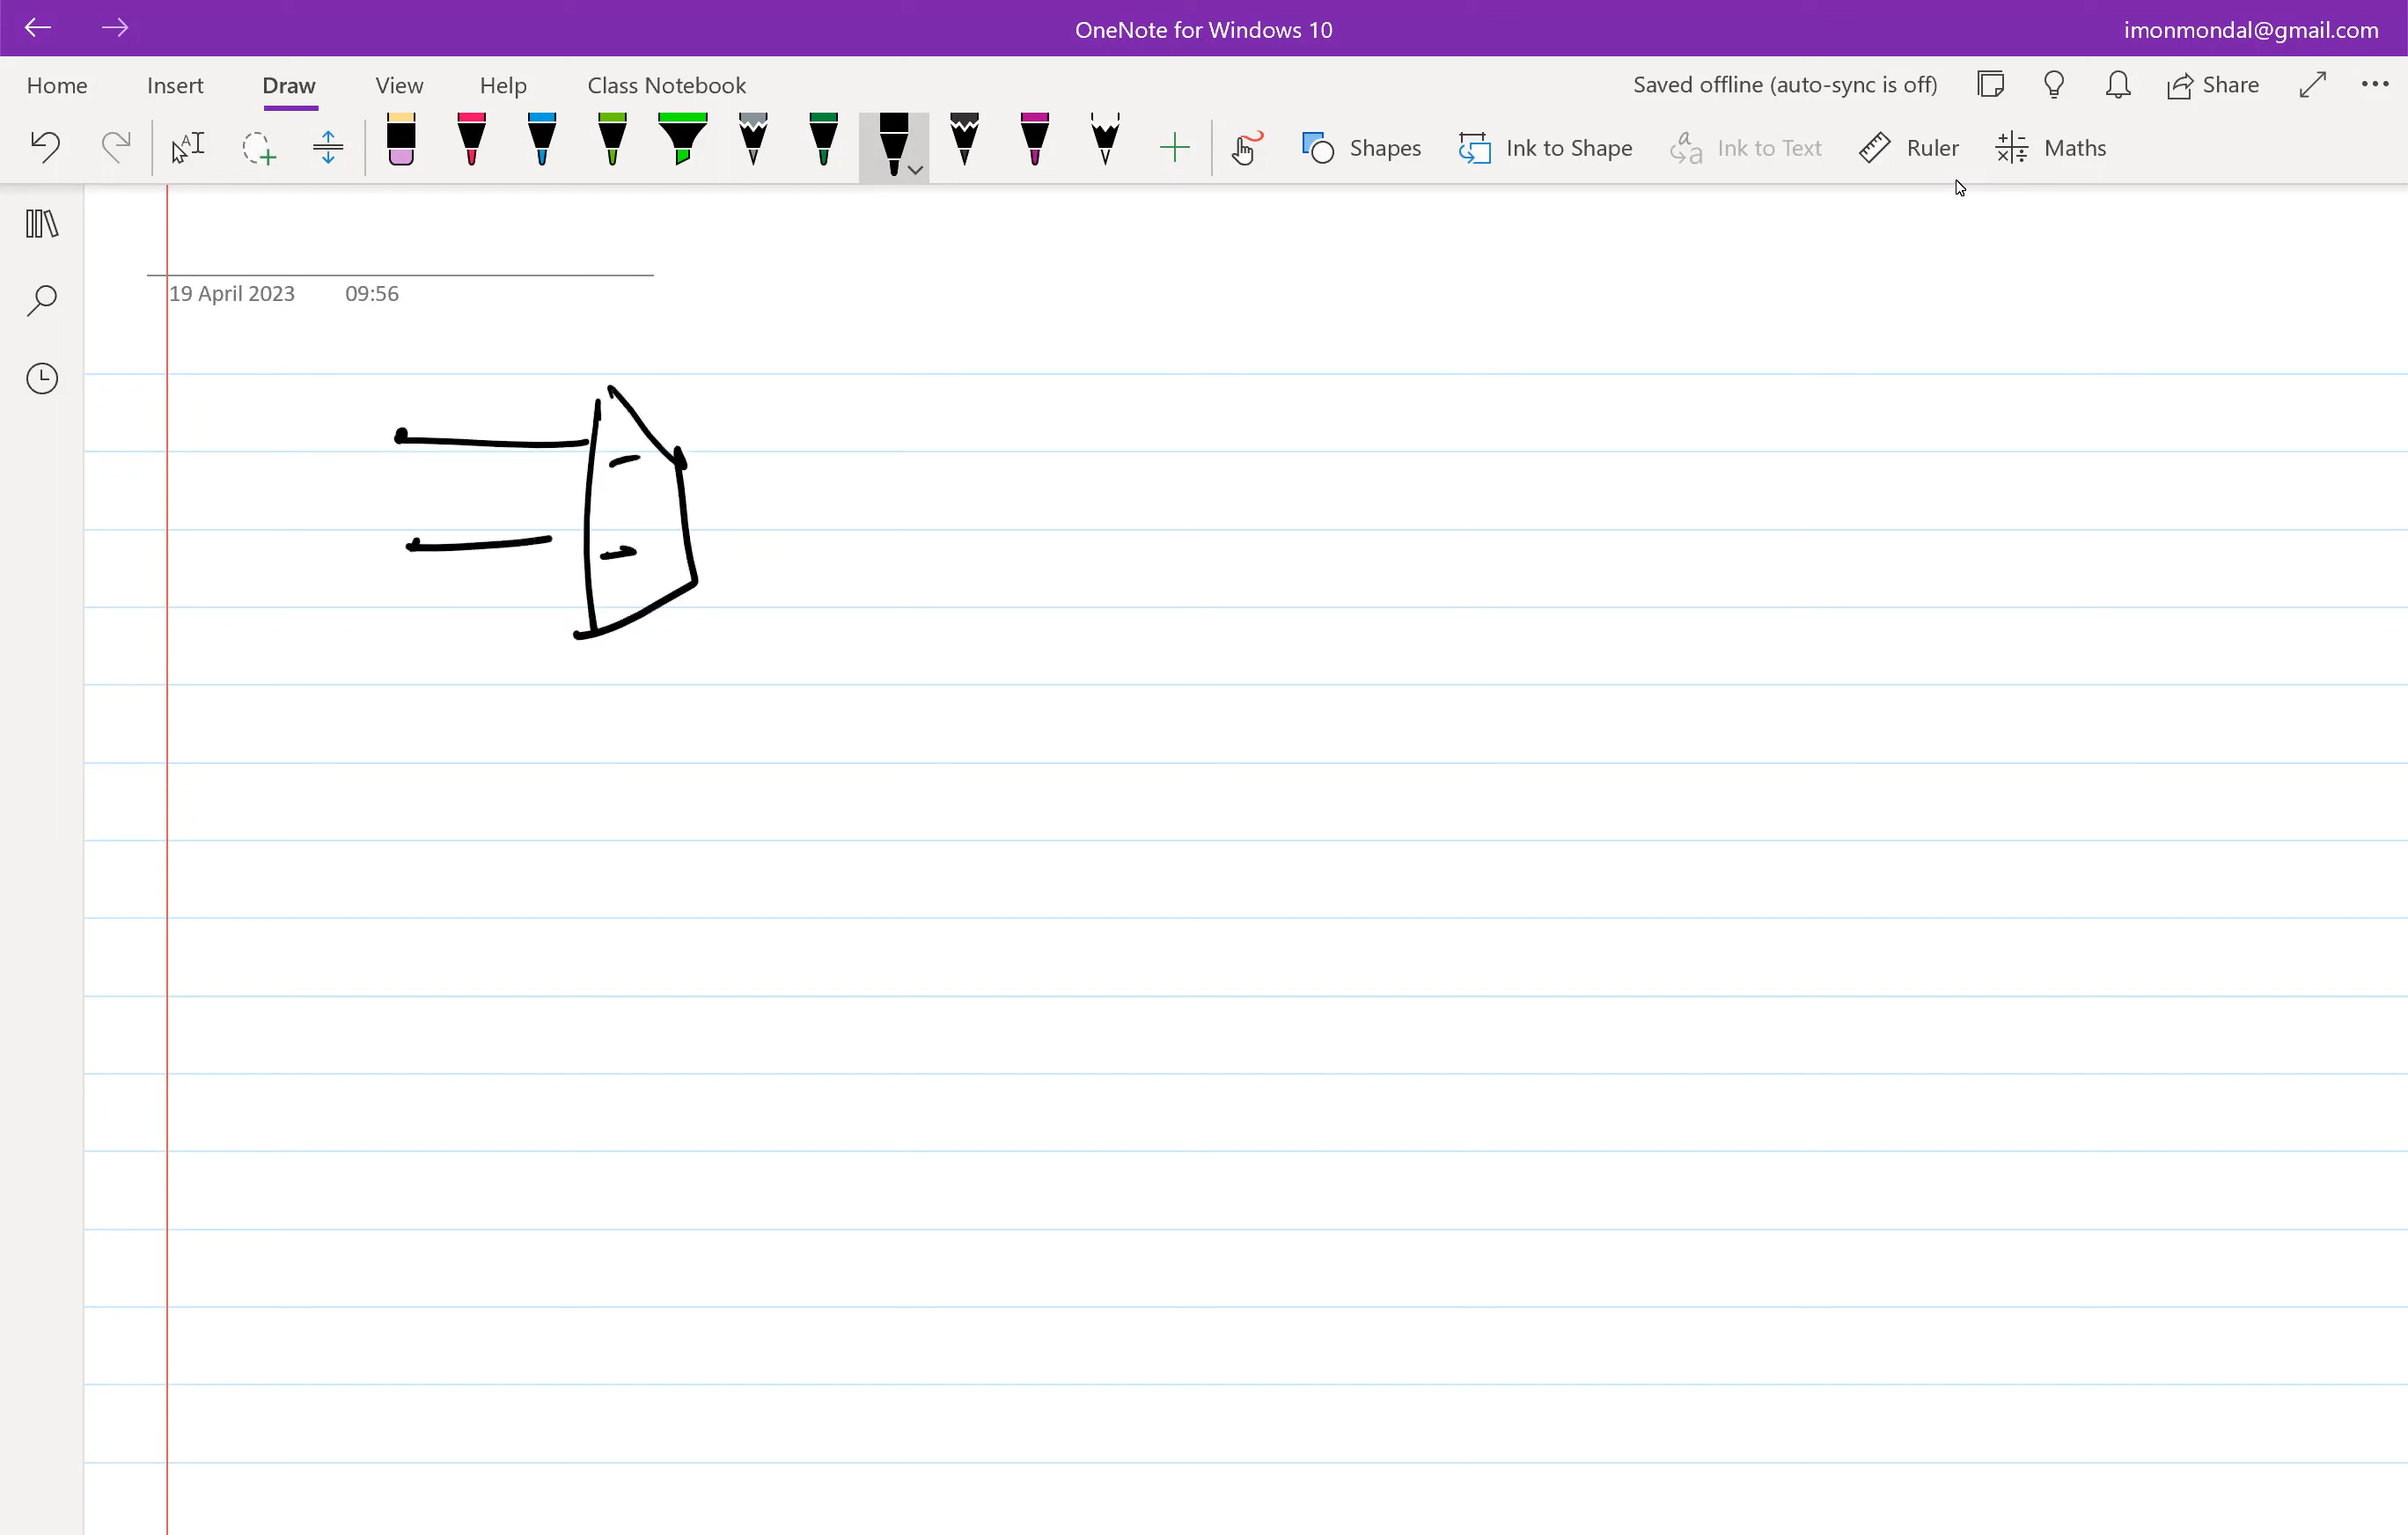 OneNote for Windows 10
imonmondal@gmail.com
Home Insert Draw View Help Class Notebook
Saved offline (auto-sync is off) Share
Shapes Ink to Shape Ink to Text Ruler Maths
19 April 2023 09:56